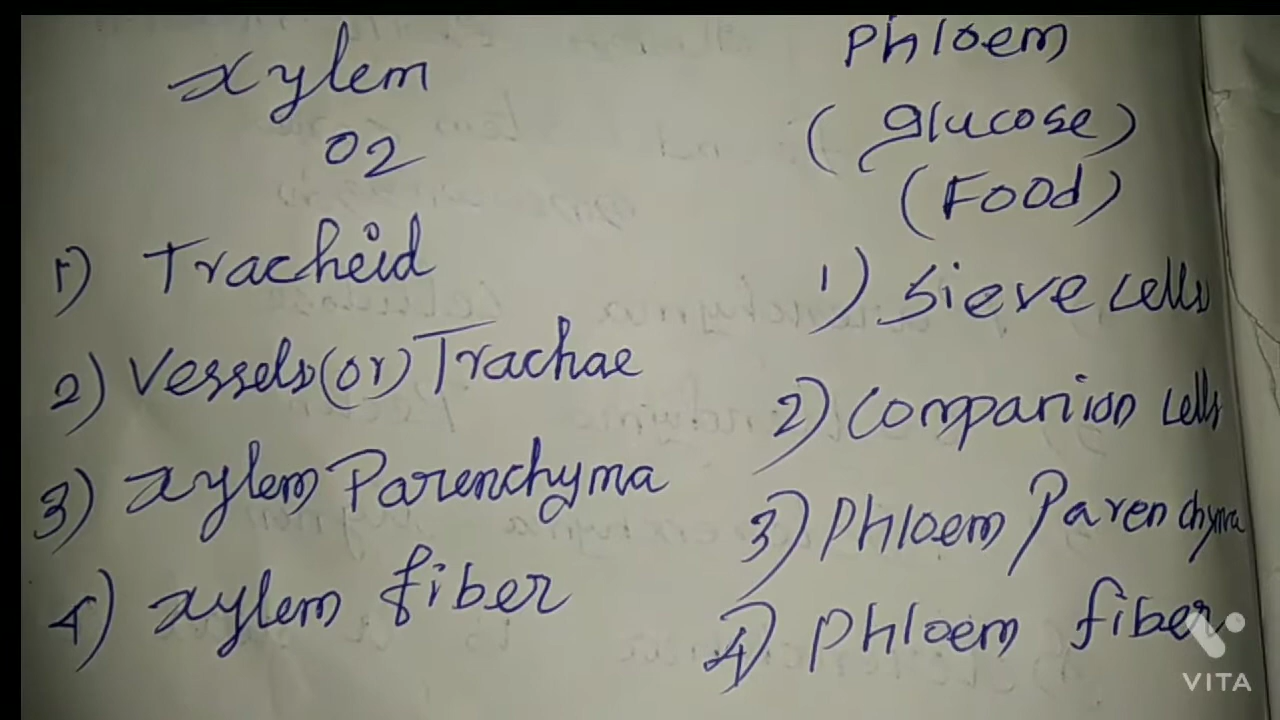 xylem
O2
1) Tracheid
2) Vessels (or) Trachae
3) xylem Parenchyma
4) xylem fiber
Phloem
(glucose)
(Food)
1) Sieve cells
2) Companion cells
3) Phloem Parenchyma
4) Phloem fiber
VITA